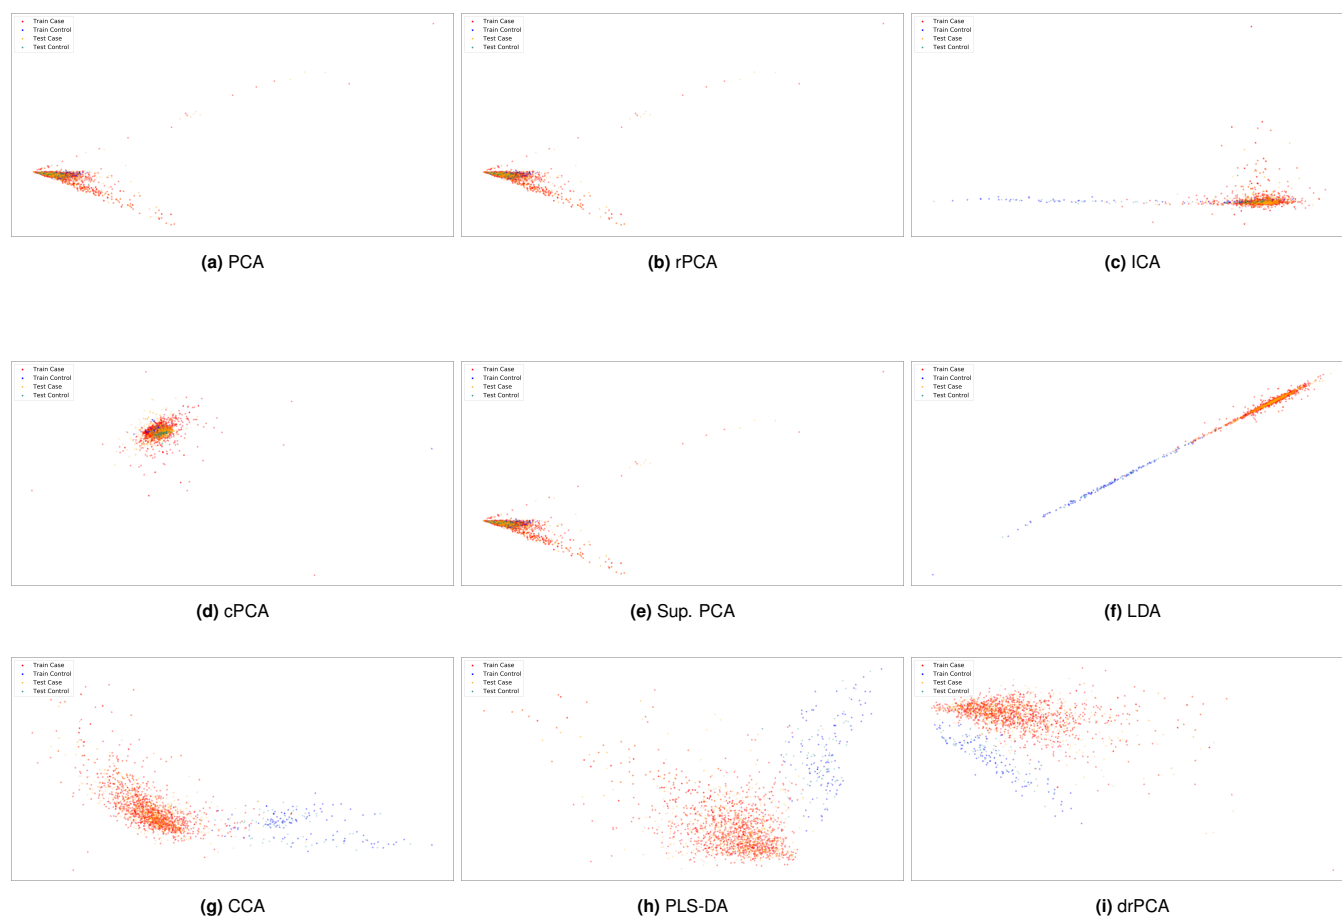 Train Case
Train Control
Test Case
Test Control
Train Case
Train Control
Test Case
Test Control
Train Case
Train Control
Test Case
Test Control
(a) PCA
(b) rPCA
(c) ICA
Train Case
Train Control
Test Case
Test Control
Train Case
Train Control
Test Case
Test Control
Train Case
Train Control
Test Case
Test Control
(d) cPCA
(e) Sup. PCA
(f) LDA
Train Case
Train Control
Test Case
Test Control
Train Case
Train Control
Test Case
Test Control
Train Case
Train Control
Test Case
Test Control
(g) CCA
(h) PLS-DA
(i) drPCA